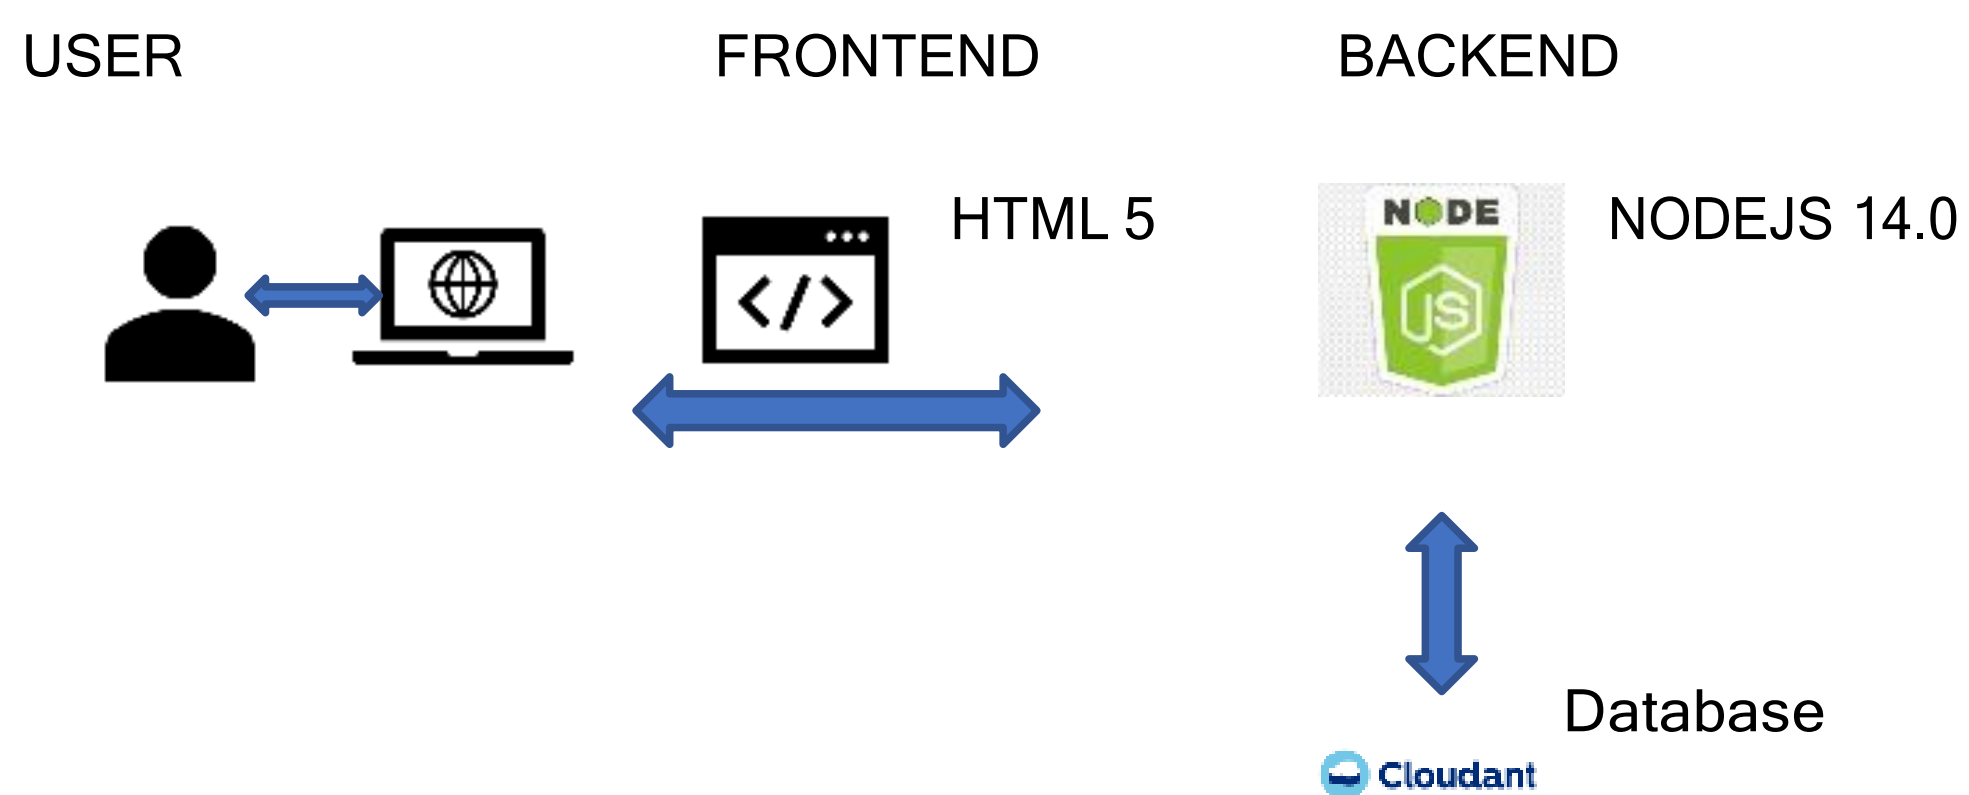 USER
FRONTEND
BACKEND
HTML 5
NODE
JS
NODEJS 14.0
</>
Database
Cloudant